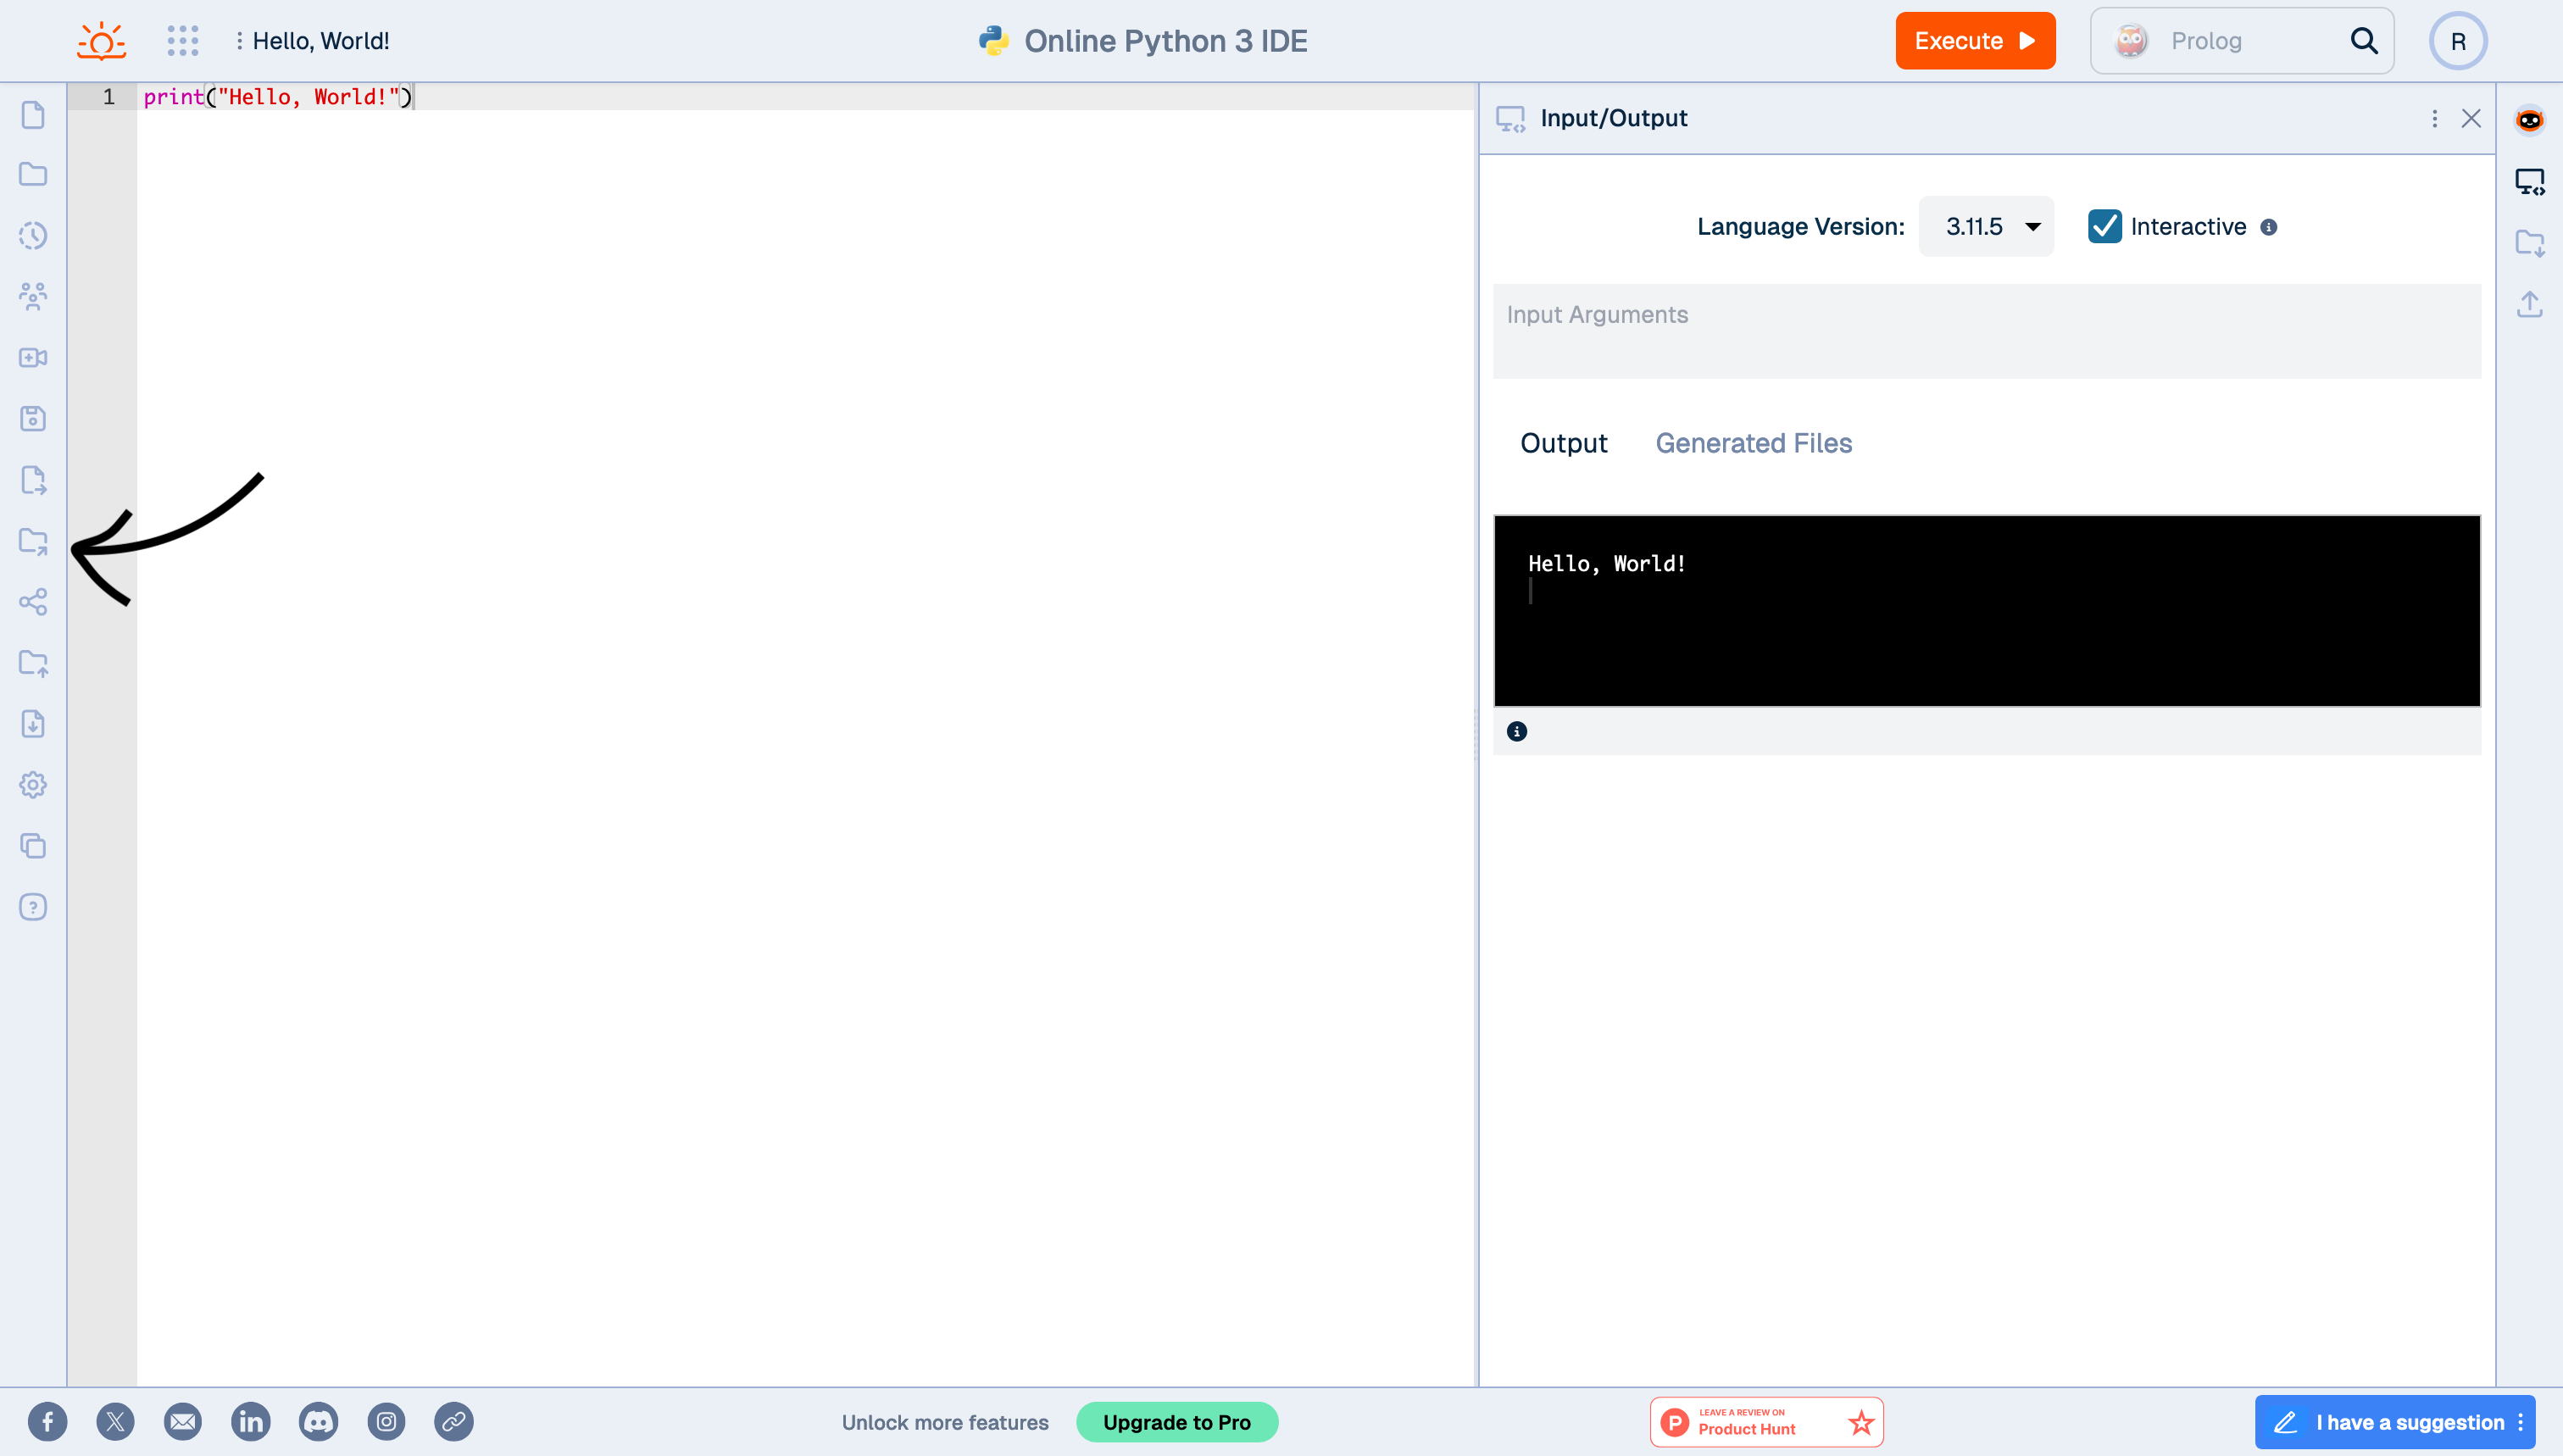 Hello, World!
Online Python 3 IDE
Execute
Prolog
R
1 print("Hello, World!")
Input/Output
Language Version: 3.11.5 Interactive
Input Arguments
Output Generated Files
Hello, World!
Unlock more features
Upgrade to Pro
LEAVE A REVIEW ON
Product Hunt
I have a suggestion